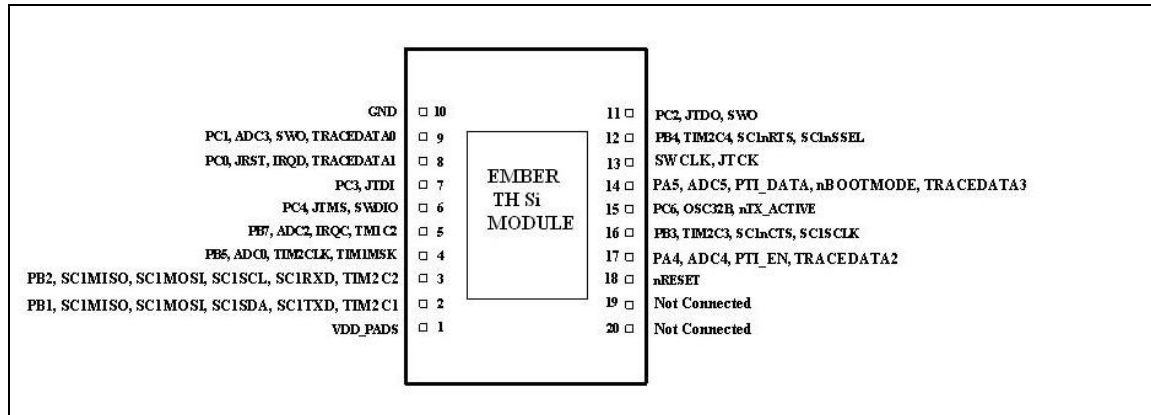 GND 10
PC1, ADC3, SWO, TRACEDATA0 9
PC0, JRST, IRQD, TRACEDATA1 8
PC3, JTDI 7
PC4, JTMS, SWDIO 6
PB7, ADC2, IRQC, TM1C2 5
PB5, ADC0, TIM2CLK, TIM1MSK 4
PB2, SC1MISO, SC1MOSI, SC1SCL, SC1RXD, TIM2C2 3
PB1, SC1MISO, SC1MOSI, SC1SDA, SC1TXD, TIM2C1 2
VDD_PADS 1
EMBER
TH Si
MODULE
11 PC2, JTDO, SWO
12 PB4, TIM2C4, SC1nRTS, SC1nSSEL
13 SWCLK, JTCK
14 PA5, ADC5, PTI_DATA, nBOOTMODE, TRACEDATA3
15 PC6, OSC32B, nTX_ACTIVE
16 PB3, TIM2C3, SC1nCTS, SC1SCLK
17 PA4, ADC4, PTI_EN, TRACEDATA2
18 nRESET
19 Not Connected
20 Not Connected